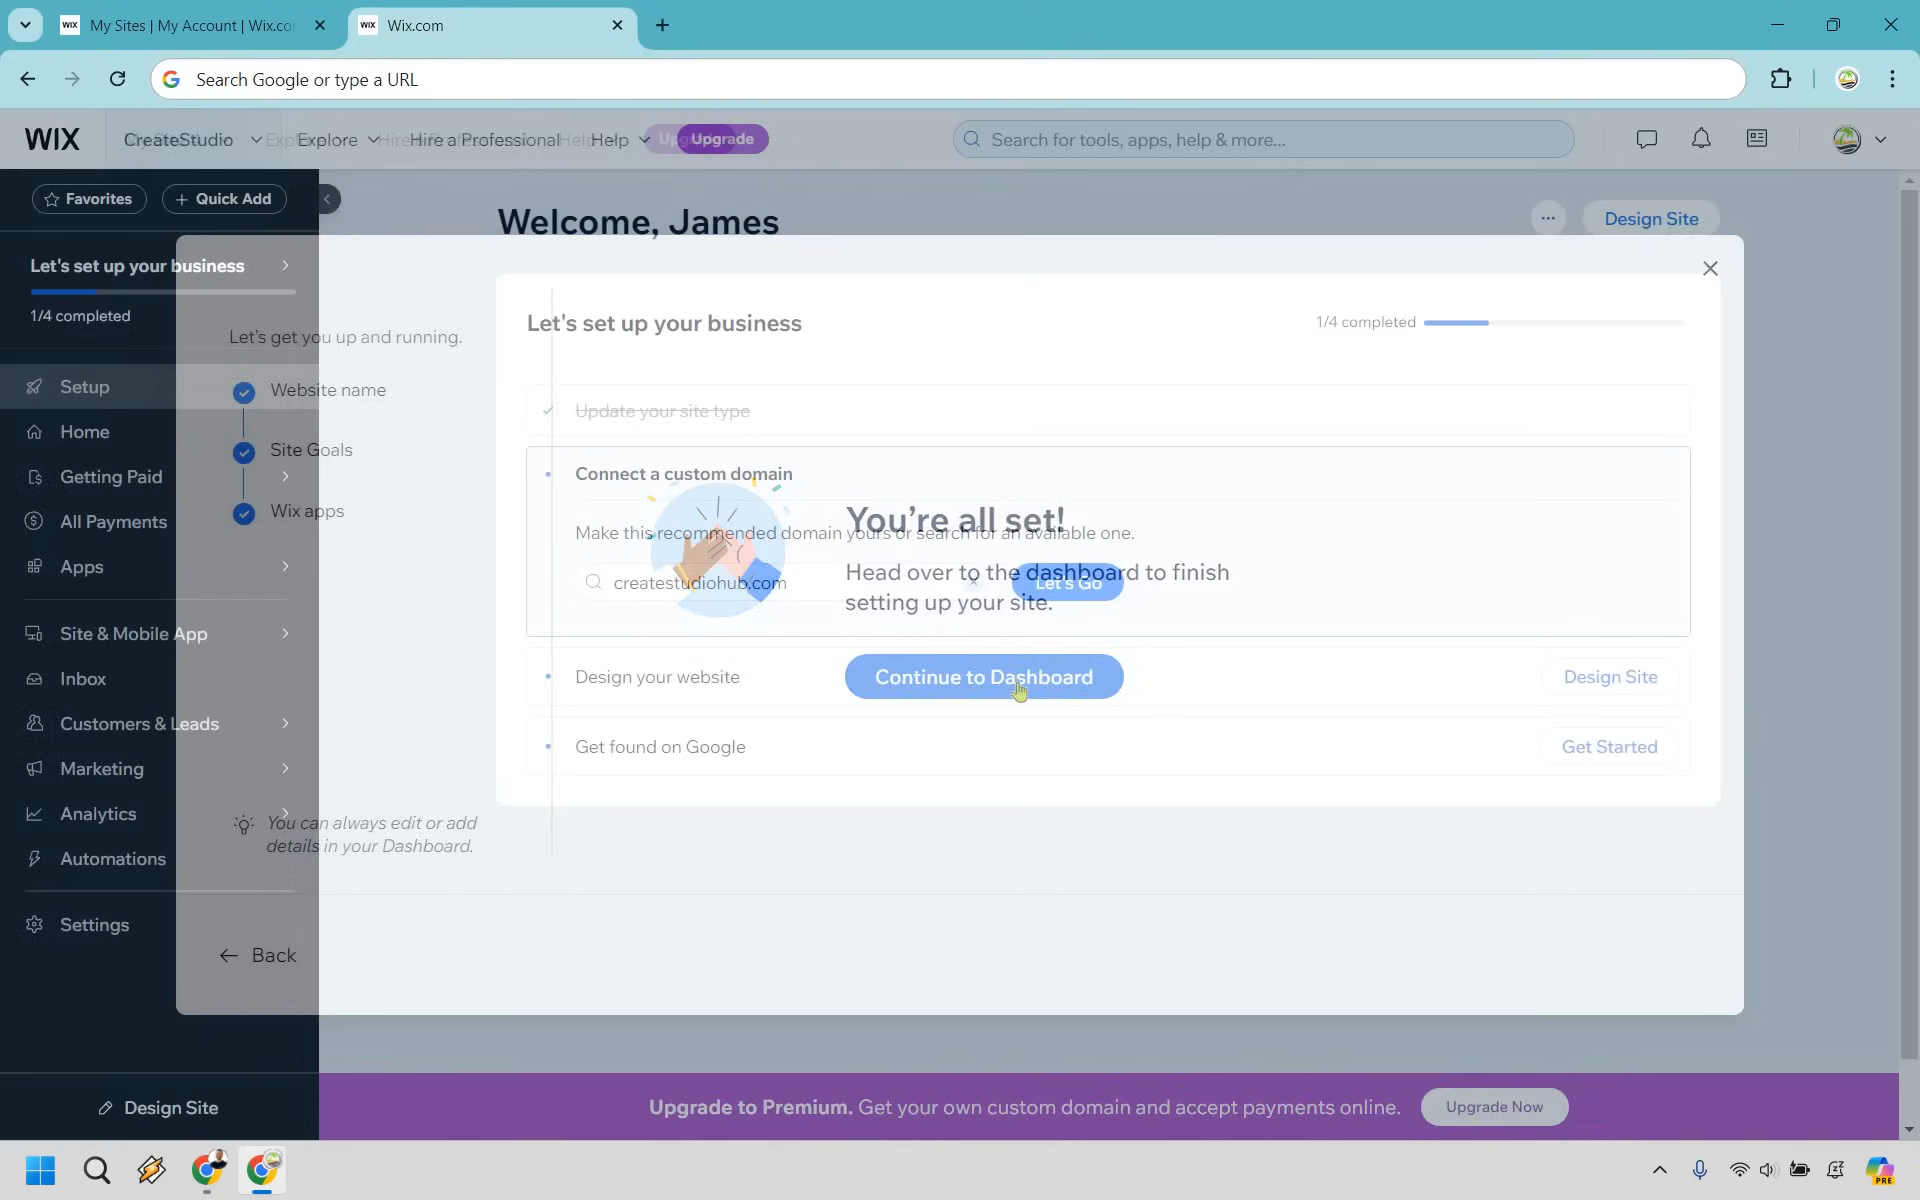 WIX My Sites | My Account | Wix.co
WIX Wix.com
Search Google or type a URL
WIX
CreateStudio
Explore
Hire a Professional
Help
Upgrade
Search for tools, apps, help & more...
Favorites
Quick Add
Welcome, James
Design Site
Let's set up your business
1/4 completed
Setup
Home
Getting Paid
All Payments
Apps
Site & Mobile App
Inbox
Customers & Leads
Marketing
Analytics
Automations
Settings
Design Site
Let's get you up and running.
Website name
Site Goals
Wix apps
You can always edit or add
details in your Dashboard.
Back
Let's set up your business
1/4 completed
Update your site type
Connect a custom domain
Make this recommended domain yours or search for an available one.
createstudiohub.com
Let's Go
You're all set!
Head over to the dashboard to finish
setting up your site.
Continue to Dashboard
Design your website
Design Site
Get found on Google
Get Started
Upgrade to Premium. Get your own custom domain and accept payments online.
Upgrade Now
PRE